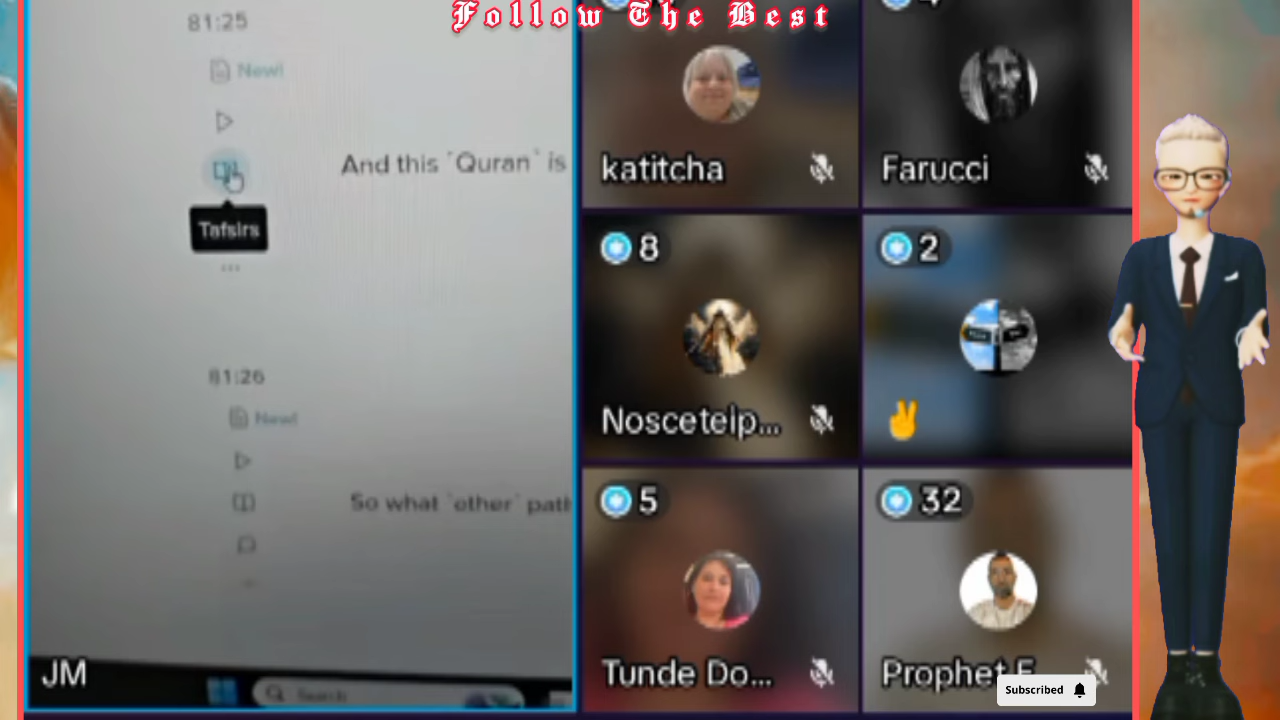 Follow The Best
81:25
New!
And this ˹Quran˺ is
Tafsirs
...
81:26
New!
So what ˹other˺ path
Search
JM
katitcha
Farucci
8
Noscetelp...
2
5
Tunde Do...
32
Prophet
Subscribed